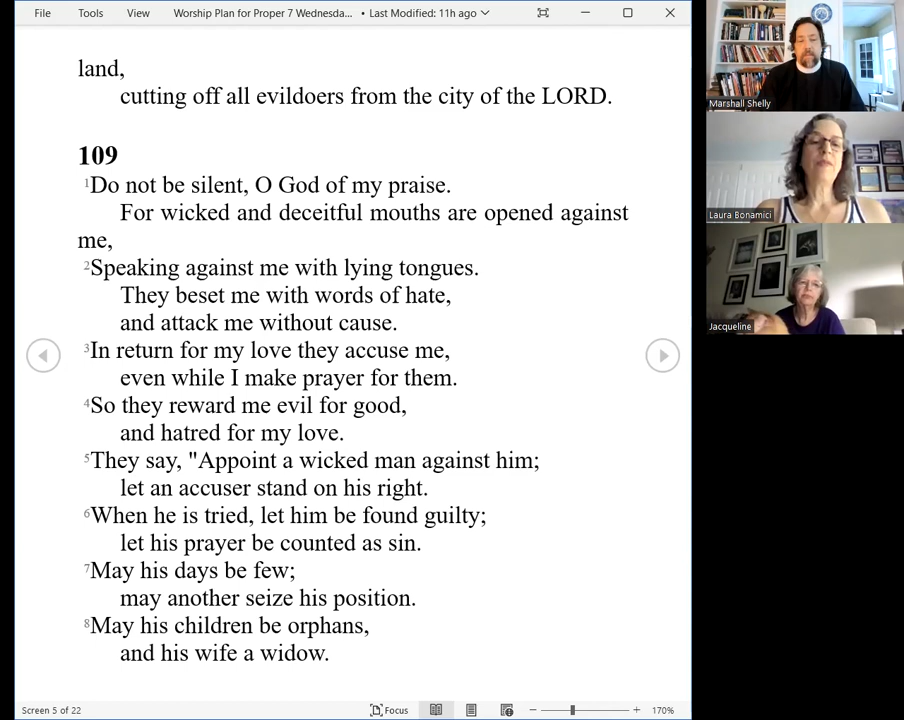 File Tools Worship Plan for Proper 7 Wednesda... • Last Modified: 11h ago
land,
cutting off all evildoers from the city of the LORD.
109
1Do not be silent, O God of my praise.
For wicked and deceitful mouths are opened against
me,
2Speaking against me with lying tongues.
They beset me with words of hate,
and attack me without cause.
3In return for my love they accuse me,
even while I make prayer for them.
4So they reward me evil for good,
and hatred for my love.
5They say, "Appoint a wicked man against him;
let an accuser stand on his right.
6When he is tried, let him be found guilty;
let his prayer be counted as sin.
7May his days be few;
may another seize his position.
8May his children be orphans,
and his wife a widow.
Screen 5 of 22 Focus 170%
Marshall Shelly
Laura Bonamici
Jacqueline